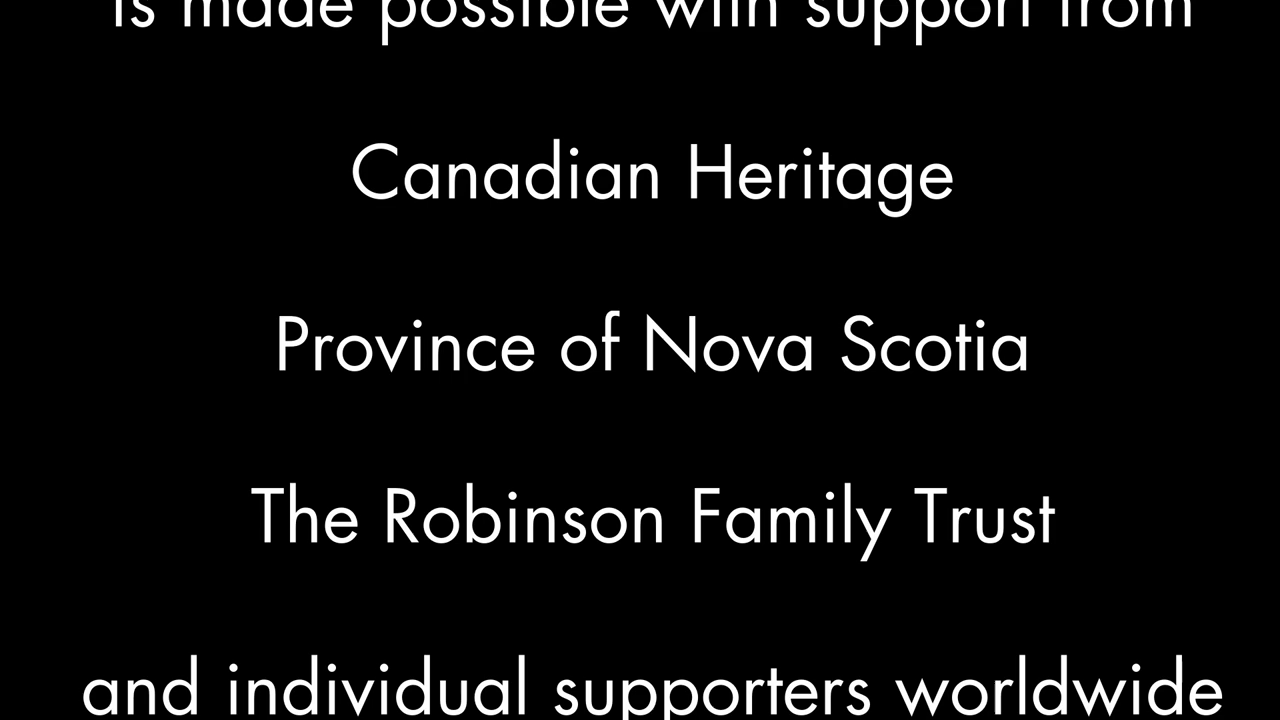 is made possible with support from
Canadian Heritage
Province of Nova Scotia
The Robinson Family Trust
and individual supporters worldwide